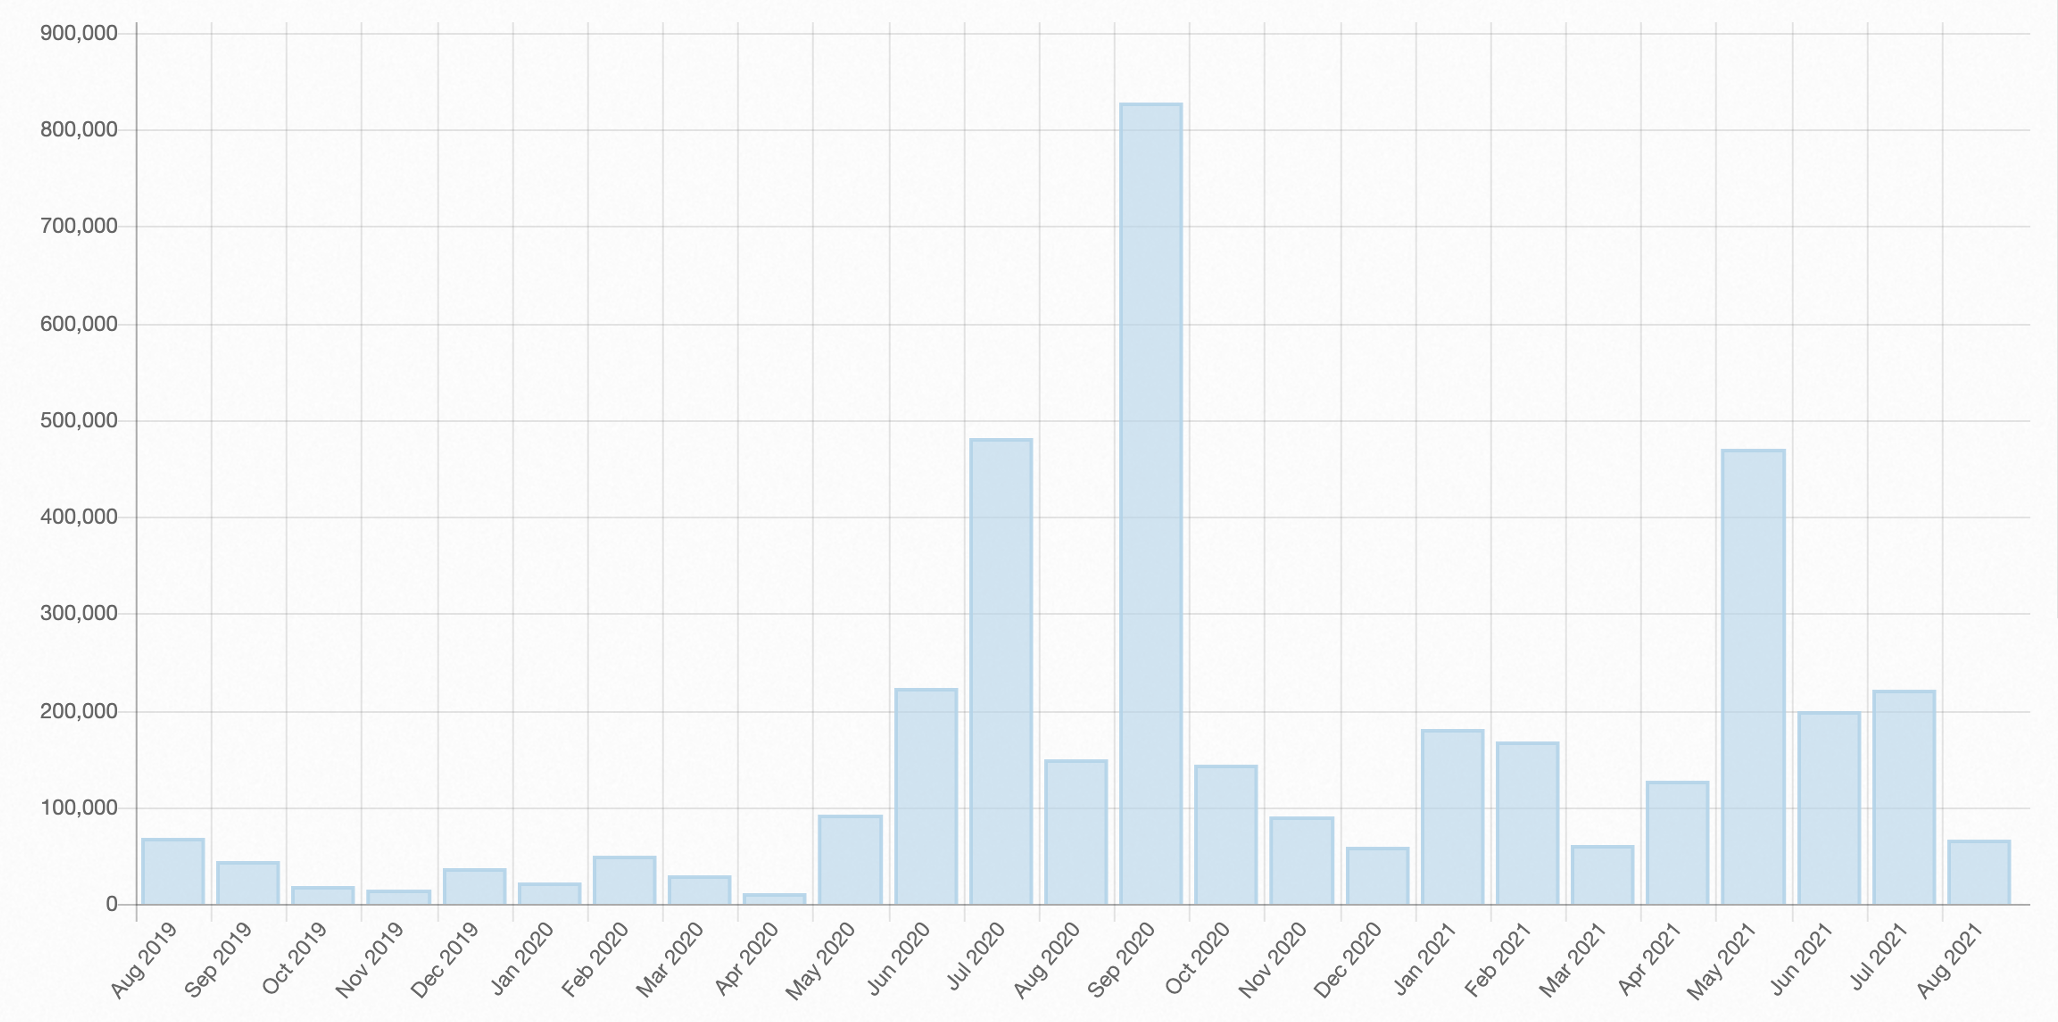 900,000
800,000
700,000
600,000
500,000
400,000
300,000
200,000
100,000
0
Aug 2019
Sep 2019
Oct 2019
Nov 2019
Dec 2019
Jan 2020
Feb 2020
Mar 2020
Apr 2020
May 2020
Jun 2020
Jul 2020
Aug 2020
Sep 2020
Oct 2020
Nov 2020
Dec 2020
Jan 2021
Feb 2021
Mar 2021
Apr 2021
May 2021
Jun 2021
Jul 2021
Aug 2021